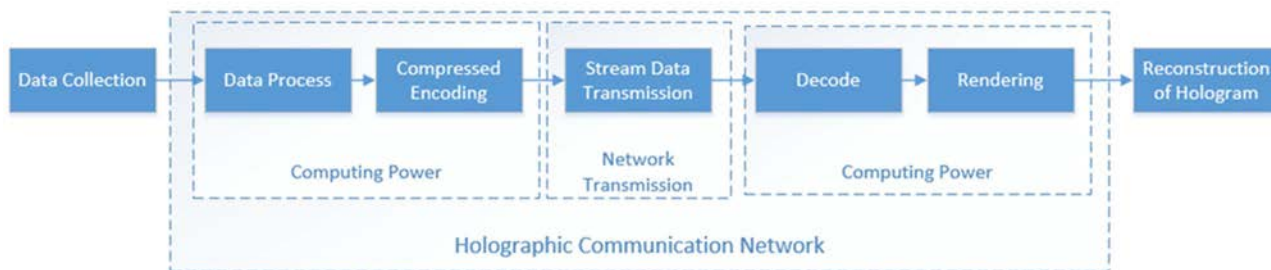 Data Collection
Data Process
Compressed
Encoding
Stream Data
Transmission
Decode
Rendering
Reconstruction
of Hologram
Computing Power
Network
Transmission
Computing Power
Holographic Communication Network